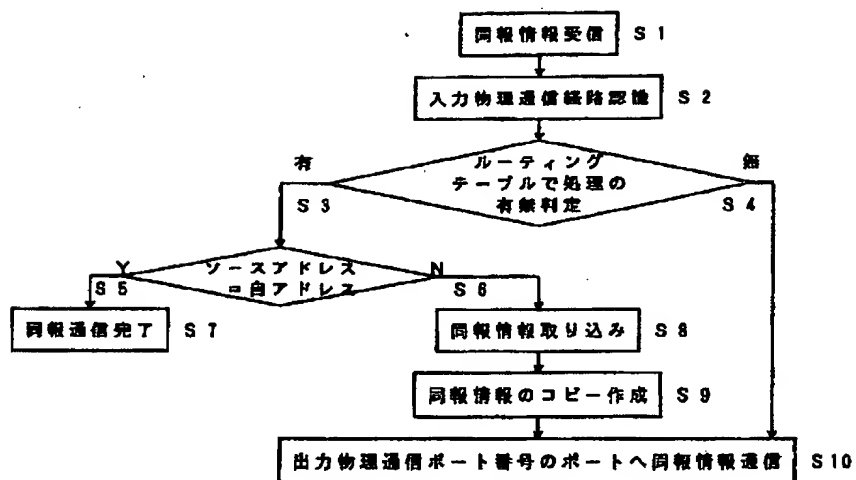 同報情報受信 S1
入力物理通信経路認識 S2
有
ルーティング
テーブルで処理の
有無判定
無
S3
S4
Y
ソースアドレス
=自アドレス
N
S5
S6
同報通信完了 S7
同報情報取り込み S8
同報情報のコピー作成 S9
出力物理通信ポート番号のポートへ同報情報通信 S10